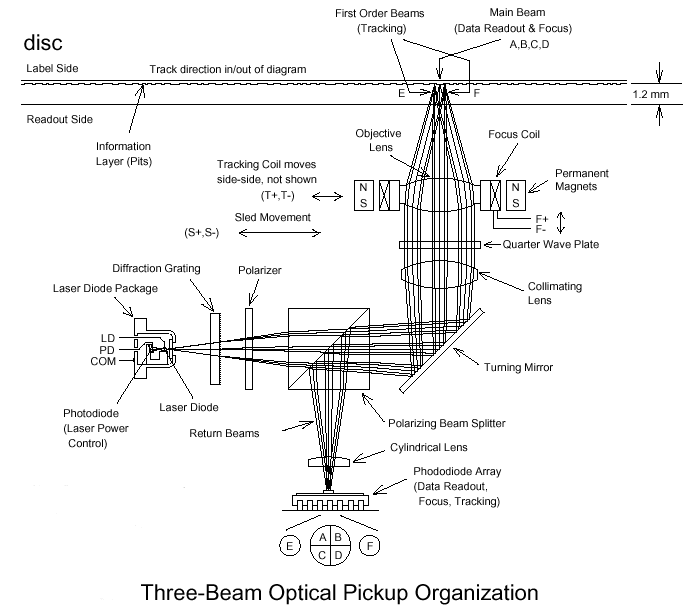 disc
First Order Beams
(Tracking)
Main Beam
(Data Readout & Focus)
A,B,C,D
Label Side
Track direction in/out of diagram
E
F
1.2 mm
Readout Side
Information
Layer (Pits)
Objective
Lens
Focus Coil
Tracking Coil moves
side-side, not shown
(T+,T-)
N
S
N
S
Permanent
Magnets
F+
F-
Sled Movement
(S+,S-)
Quarter Wave Plate
Diffraction Grating
Polarizer
Laser Diode Package
Collimating
Lens
LD
PD
COM
Turning Mirror
Photodiode
(Laser Power
Control)
Laser Diode
Return Beams
Polarizing Beam Splitter
Cylindrical Lens
Phododiode Array
(Data Readout,
Focus, Tracking)
E
A B
C D
F
Three-Beam Optical Pickup Organization